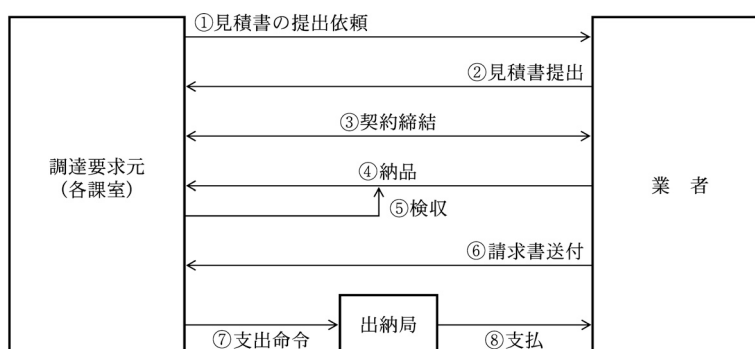 ①見積書の提出依頼
②見積書提出
③契約締結
調達要求元
(各課室)
④納品
業 者
⑤検収
⑥請求書送付
出納局
⑦支出命令
⑧支払